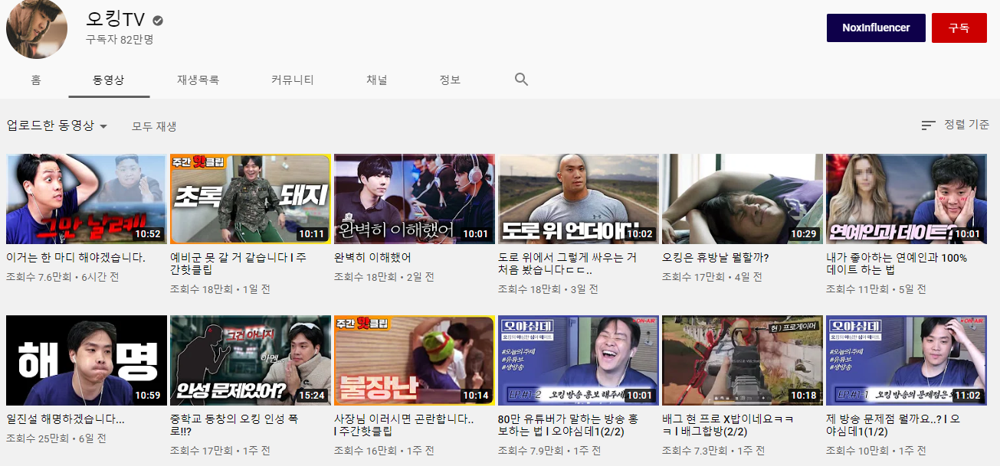 오킹TV
구독자 82만명
NoxInfluencer
구독
홈
동영상
재생목록
커뮤니티
채널
정보
업로드한 동영상
모두 재생
정렬 기준
그만 날레
10:52
주간 핫클립
초록 돼지
10:11
완벽히 이해했어
10:01
도로 위 언더아
10:02
10:29
연예인과 데이트?
10:01
이거는 한 마디 해야겠습니다.
조회수 7.6만회 • 6시간 전
예비군 못 갈 거 같습니다 l 주
간핫클립
조회수 18만회 • 1일 전
완벽히 이해했어
조회수 18만회 • 2일 전
도로 위에서 그렇게 싸우는 거
처음 봤습니다ㄷㄷ..
조회수 18만회 • 3일 전
오킹은 휴방날 뭘할까?
조회수 17만회 • 4일 전
내가 좋아하는 연예인과 100%
데이트 하는 법
조회수 11만회 • 5일 전
해명
10:59
그건 아니지
아멘
인성 문제있어?
15:24
주간 핫클립
불장난
10:14
ON-AIR
오야심데
오킹의 야심한 심야 데이트
#오늘의주제
#유튜브
#생방송
EP#1-2 오킹 방송 홍보 해주세
10:01
현 ) 프로게이머
10:18
ON-AIR
오야심데
오킹의 야심한 심야 데이트
#오늘의주제
#유튜브
#생방송
EP#1-1 오킹 방송의 문제점은
11:02
일진설 해명하겠습니다...
조회수 25만회 • 6일 전
중학교 동창의 오킹 인성 폭
로!!?
조회수 17만회 • 1주 전
사장님 이러시면 곤란합니다..
l 주간핫클립
조회수 16만회 • 1주 전
80만 유튜버가 말하는 방송 홍
보하는 법 l 오야심데1(2/2)
조회수 7.9만회 • 1주 전
배그 현 프로 X밥이네요ㅋㅋ
ㅋ l 배그합방(2/2)
조회수 7.3만회 • 1주 전
제 방송 문제점 뭘까요..? l 오
야심데1(1/2)
조회수 10만회 • 1주 전